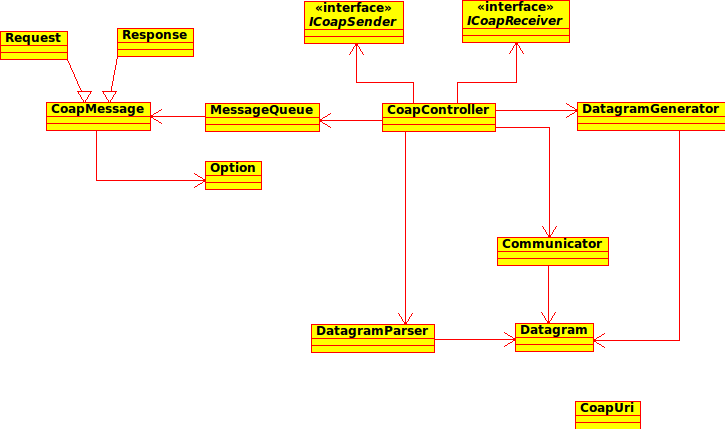 «interface»
ICoapSender
«interface»
ICoapReceiver
Request
Response
CoapMessage
MessageQueue
CoapController
DatagramGenerator
Option
Communicator
DatagramParser
Datagram
CoapUri